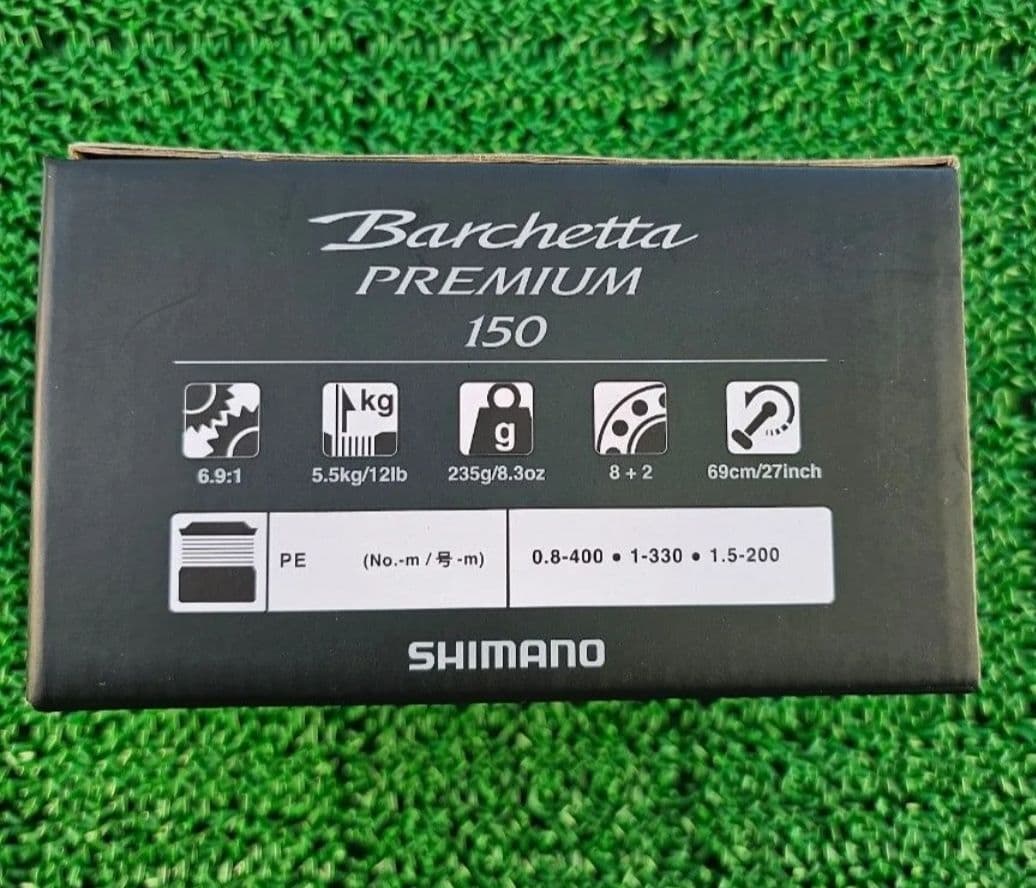 Barchetta
PREMIUM
150
kg
g
6.9:1 5.5kg/12lb 235g/8.3oz 8 + 2 69cm/27inch
PE (No.-m / 号 -m) 0.8-400 • 1-330 • 1.5-200
SHIMANO